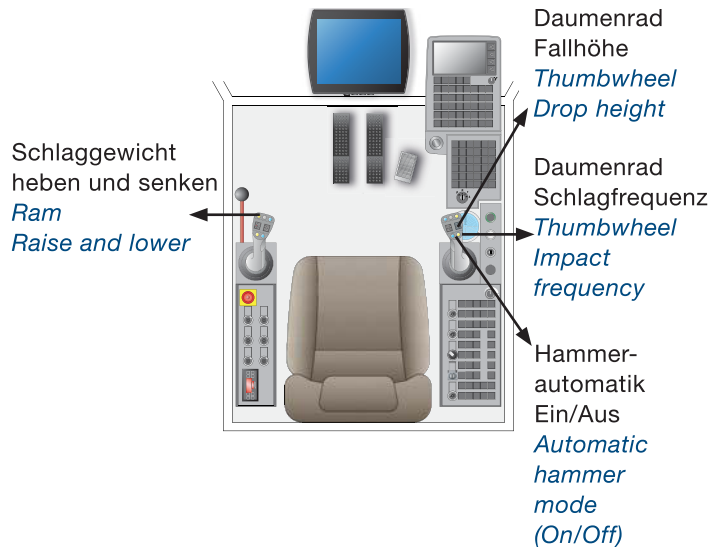 Daumenrad
Fallhöhe
Thumbwheel
Drop height
Schlaggewicht
heben und senken
Ram
Raise and lower
Daumenrad
Schlagfrequenz
Thumbwheel
Impact
frequency
Hammer-
automatik
Ein/Aus
Automatic
hammer
mode
(On/Off)